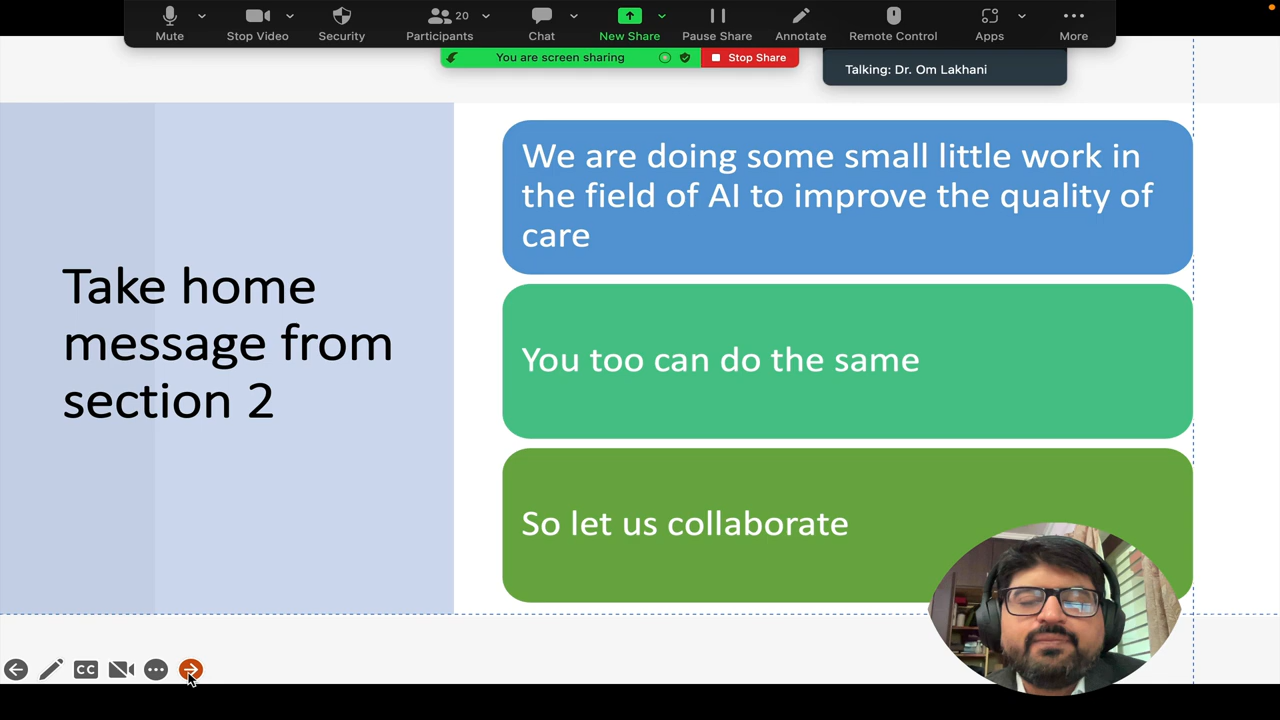 20
Mute
Stop Video
Security
Participants
Chat
New Share
Pause Share
Annotate
Remote Control
Apps
More
You are screen sharing
Stop Share
Talking: Dr. Om Lakhani
Take home
message from
section 2
We are doing some small little work in
the field of AI to improve the quality of
care
You too can do the same
So let us collaborate
CC